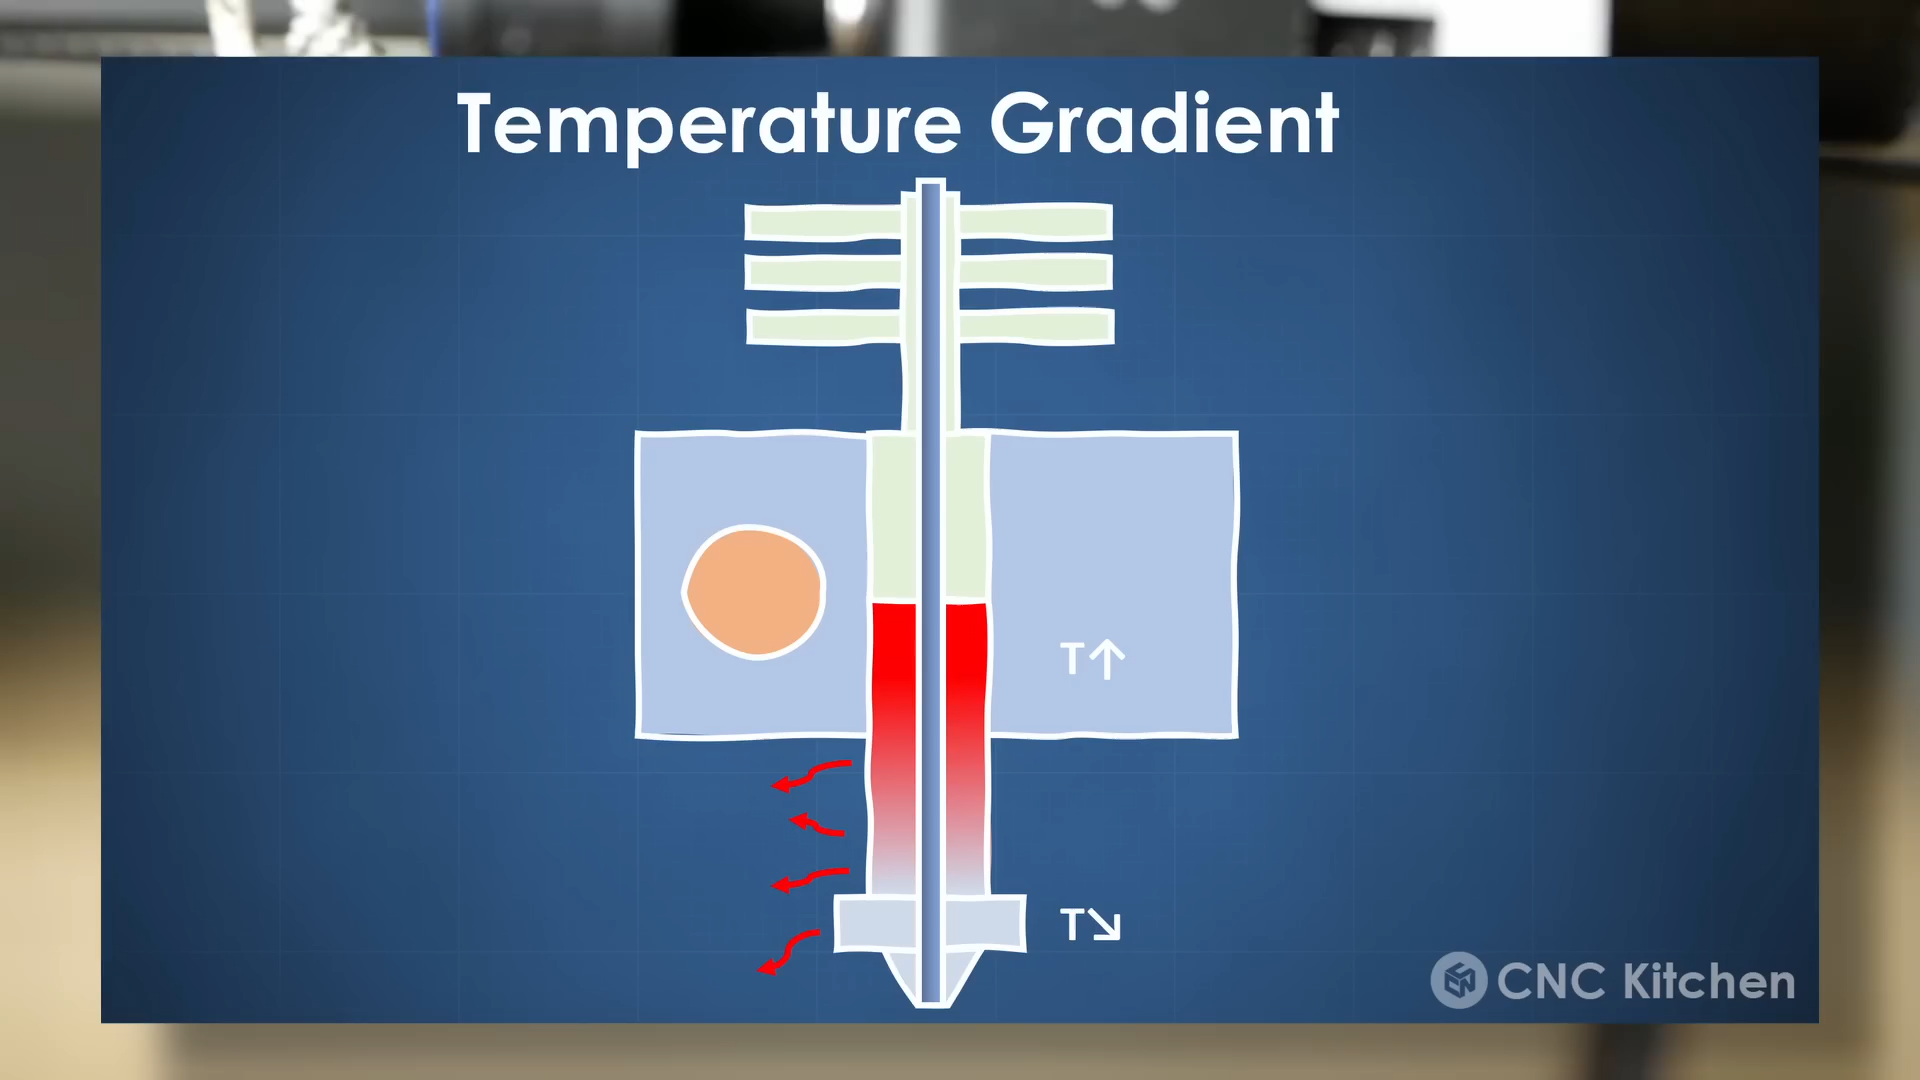 Temperature Gradient
T↑
T↘
CNC Kitchen